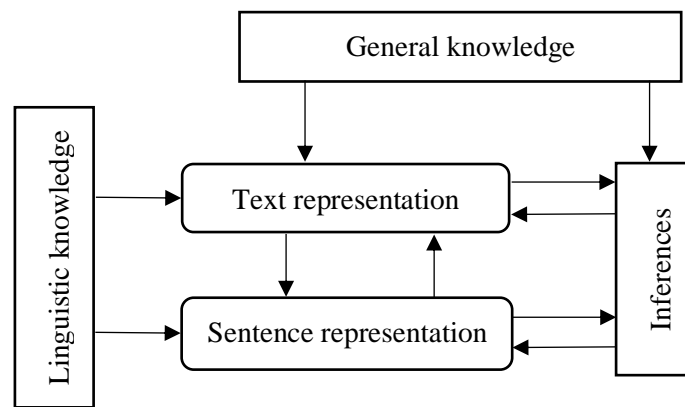 General knowledge
Linguistic knowledge
Text representation
Inferences
Sentence representation